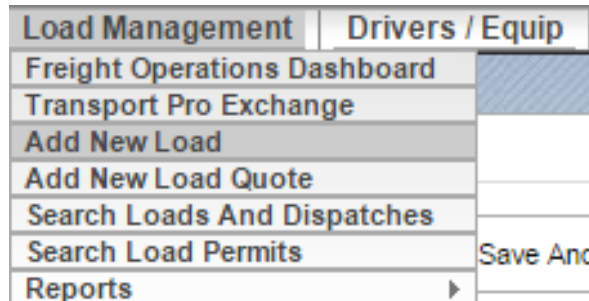 Load Management Drivers / Equip
Freight Operations Dashboard
Transport Pro Exchange
Add New Load
Add New Load Quote
Search Loads And Dispatches
Search Load Permits
Save And
Reports